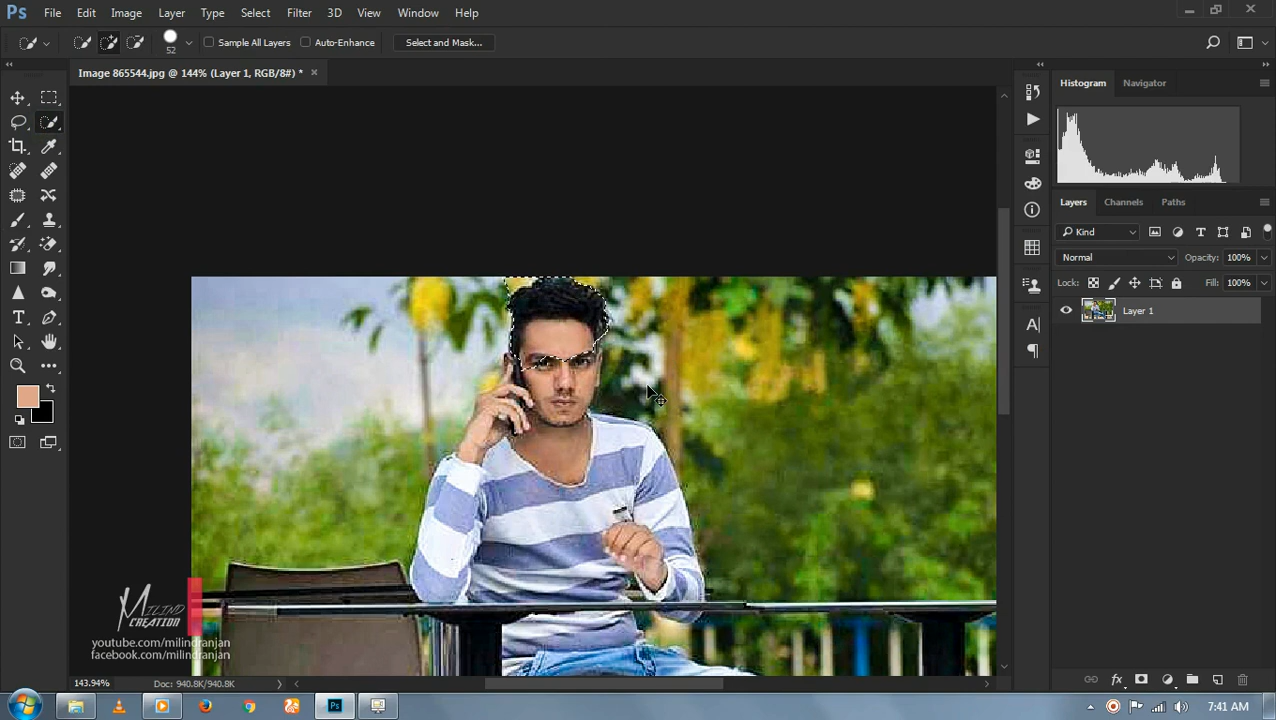 Ps File Edit Image Layer Type Select Filter 3D View Window Help
52 Sample All Layers Auto-Enhance Select and Mask...
Image 865544.jpg @ 144% (Layer 1, RGB/8#) * ×
Histogram Navigator
Layers Channels Paths
Kind
Normal Opacity: 100%
Lock: Fill: 100%
Layer 1
MILIND
CREATION
youtube.com/milindranjan
facebook.com/milindranjan
143.94% Doc: 940.8K/940.8K
Ps 7:41 AM